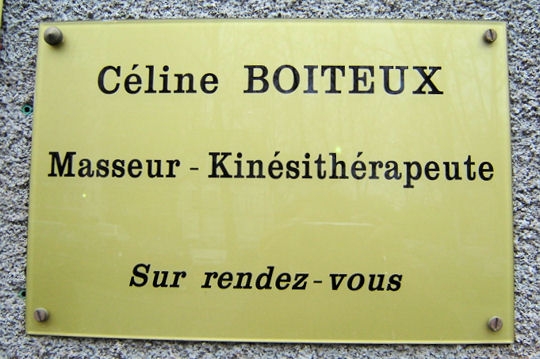 Céline BOITEUX
Masseur - Kinésithérapeute
Sur rendez-vous